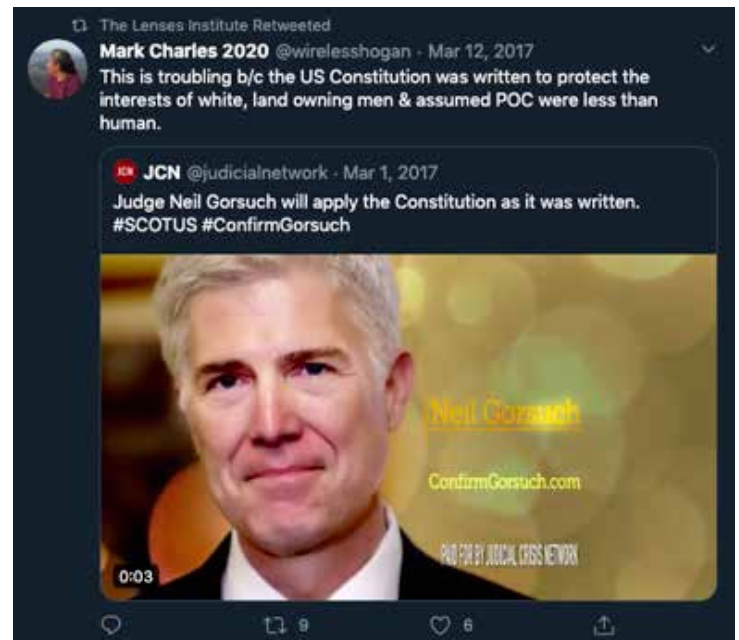 The Lenses Institute Retweeted
Mark Charles 2020 @wirelesshogan · Mar 12, 2017
This is troubling b/c the US Constitution was written to protect the
interests of white, land owning men & assumed POC were less than
human.
JCN JCN @judicialnetwork · Mar 1, 2017
Judge Neil Gorsuch will apply the Constitution as it was written.
#SCOTUS #ConfirmGorsuch
Neil Gorsuch
ConfirmGorsuch.com
PAID FOR BY JUDICIAL CRISIS NETWORK
0:03
9 6